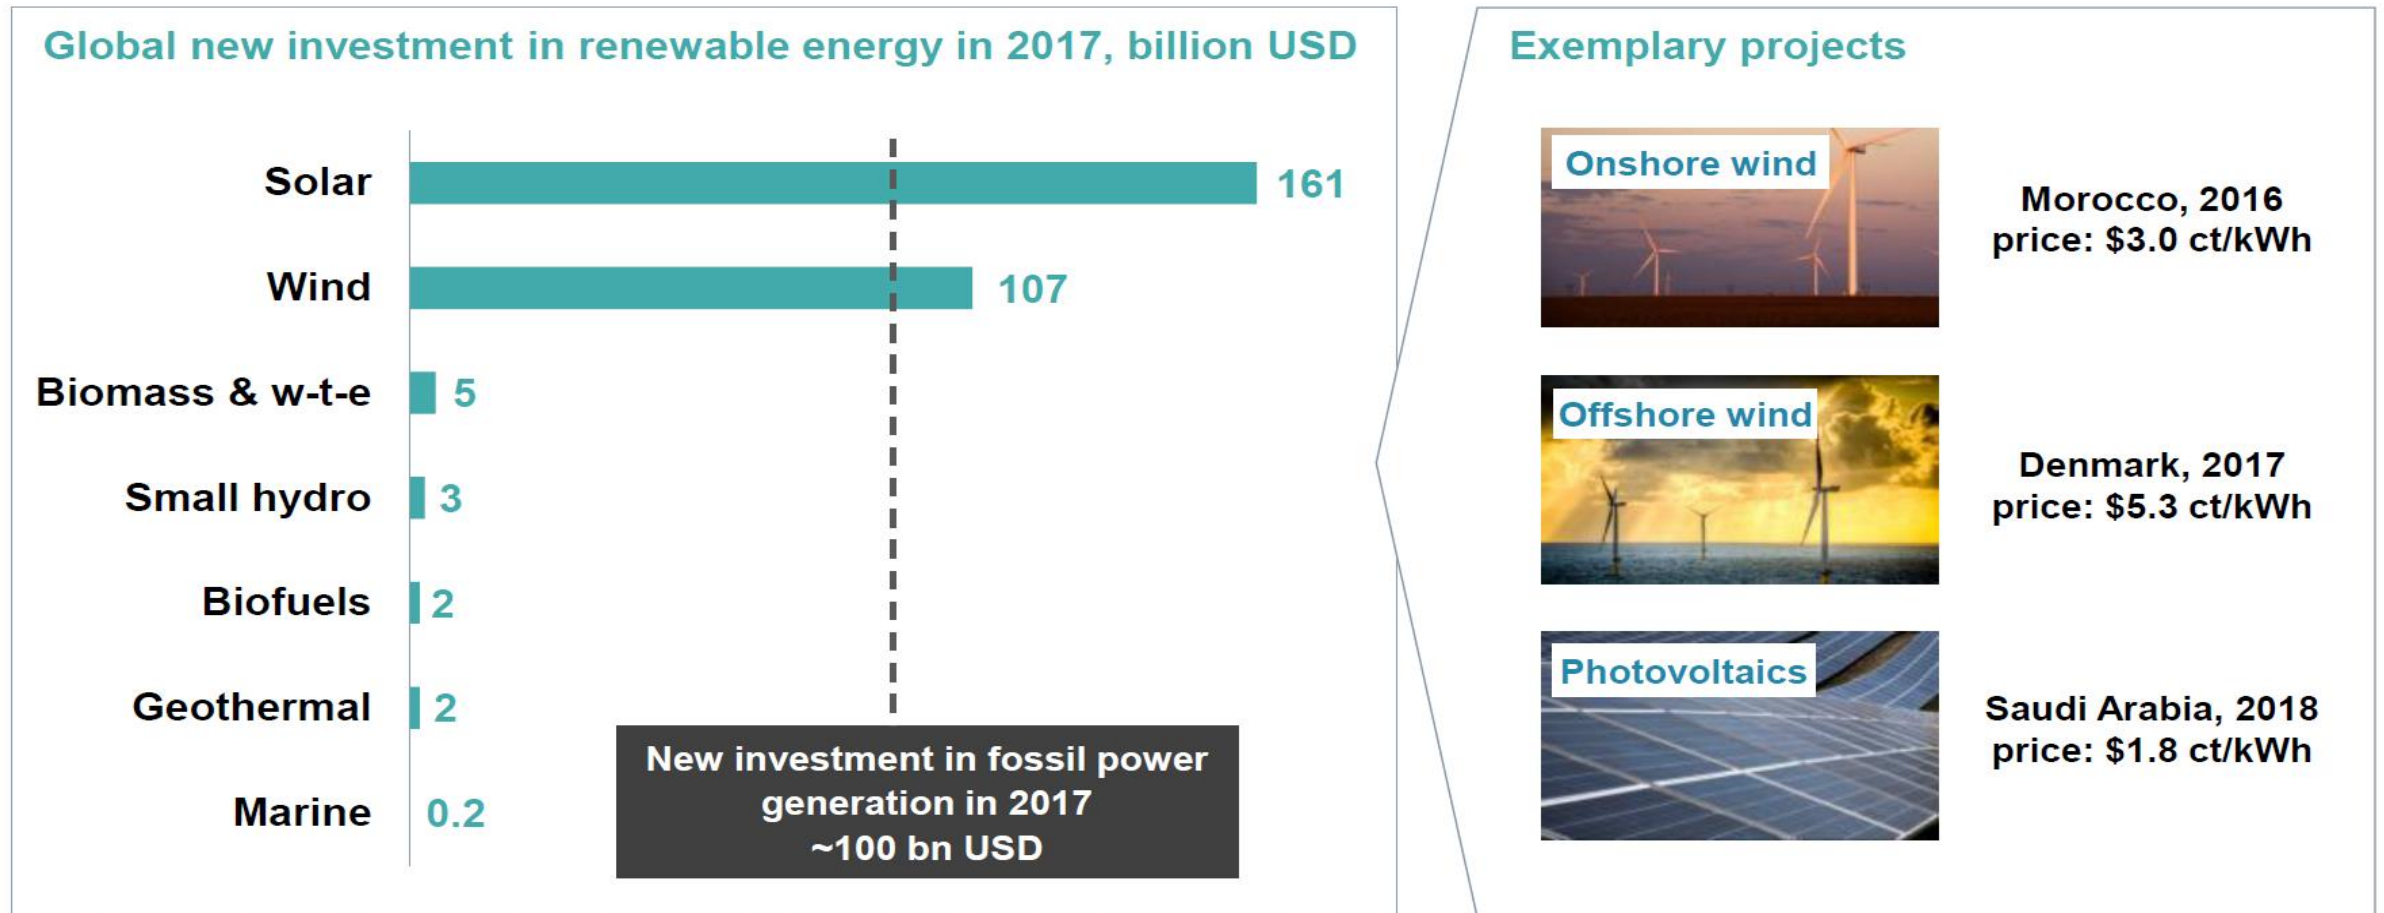 Global new investment in renewable energy in 2017, billion USD
Solar
161
Wind
107
Biomass & w-t-e
5
Small hydro
3
Biofuels
2
Geothermal
2
Marine
0.2
New investment in fossil power
generation in 2017
~100 bn USD
Exemplary projects
Onshore wind
Morocco, 2016
price: $3.0 ct/kWh
Offshore wind
Denmark, 2017
price: $5.3 ct/kWh
Photovoltaics
Saudi Arabia, 2018
price: $1.8 ct/kWh